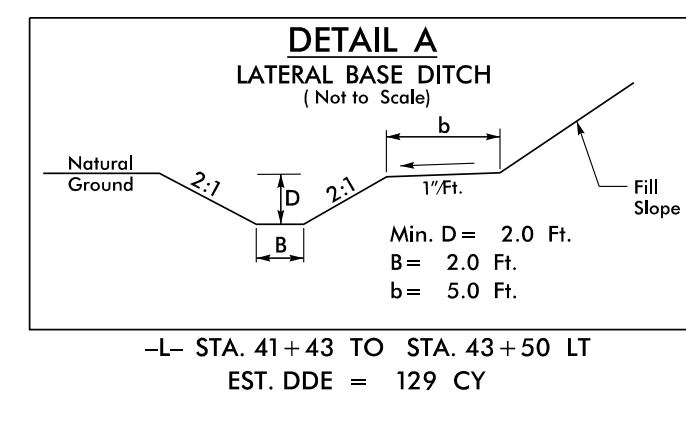 DETAIL A
LATERAL BASE DITCH
( Not to Scale)
b
Natural
Ground
2:1
D
2:1
1"/Ft.
Fill
Slope
B
Min. D = 2.0 Ft.
B = 2.0 Ft.
b = 5.0 Ft.
–L– STA. 41+43 TO STA. 43+50 LT
EST. DDE = 129 CY